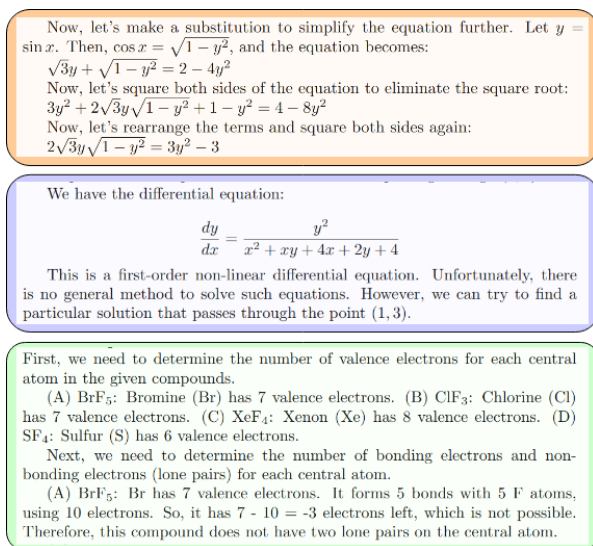 Now, let's make a substitution to simplify the equation further. Let y =
sin x. Then, cos x = √(1 − y²), and the equation becomes:
√3y + √(1 − y²) = 2 − 4y²
Now, let's square both sides of the equation to eliminate the square root:
3y² + 2√3y√(1 − y²) + 1 − y² = 4 − 8y²
Now, let's rearrange the terms and square both sides again:
2√3y√(1 − y²) = 3y² − 3
We have the differential equation:
dy/dx = y²/(x² + xy + 4x + 2y + 4)
This is a first-order non-linear differential equation. Unfortunately, there
is no general method to solve such equations. However, we can try to find a
particular solution that passes through the point (1, 3).
First, we need to determine the number of valence electrons for each central
atom in the given compounds.
(A) BrF₅: Bromine (Br) has 7 valence electrons. (B) ClF₃: Chlorine (Cl)
has 7 valence electrons. (C) XeF₄: Xenon (Xe) has 8 valence electrons. (D)
SF₄: Sulfur (S) has 6 valence electrons.
Next, we need to determine the number of bonding electrons and non-
bonding electrons (lone pairs) for each central atom.
(A) BrF₅: Br has 7 valence electrons. It forms 5 bonds with 5 F atoms,
using 10 electrons. So, it has 7 - 10 = -3 electrons left, which is not possible.
Therefore, this compound does not have two lone pairs on the central atom.